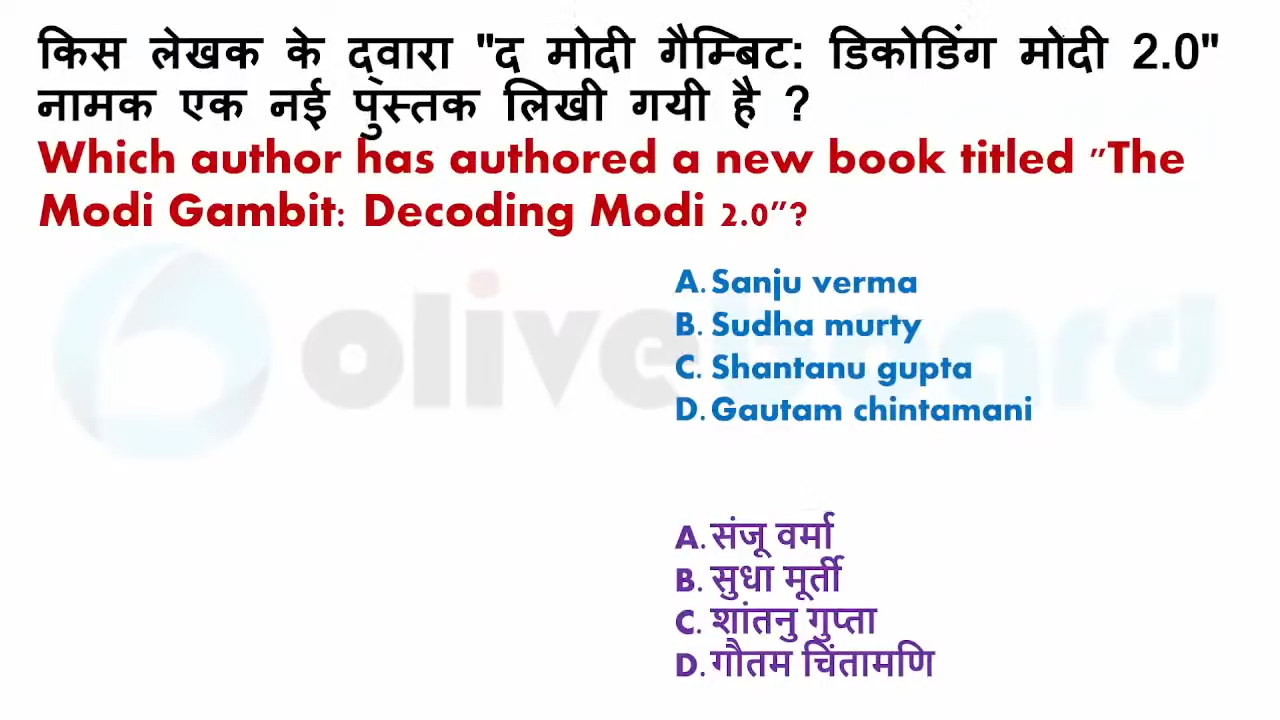 किस लेखक के द्वारा "द मोदी गैम्बिट: डिकोडिंग मोदी 2.0"
नामक एक नई पुस्तक लिखी गयी है ?
Which author has authored a new book titled "The
Modi Gambit: Decoding Modi 2.0"?
oliveboard
A. Sanju verma
B. Sudha murty
C. Shantanu gupta
D. Gautam chintamani
A. संजू वर्मा
B. सुधा मूर्ती
C. शांतनु गुप्ता
D. गौतम चिंतामणि